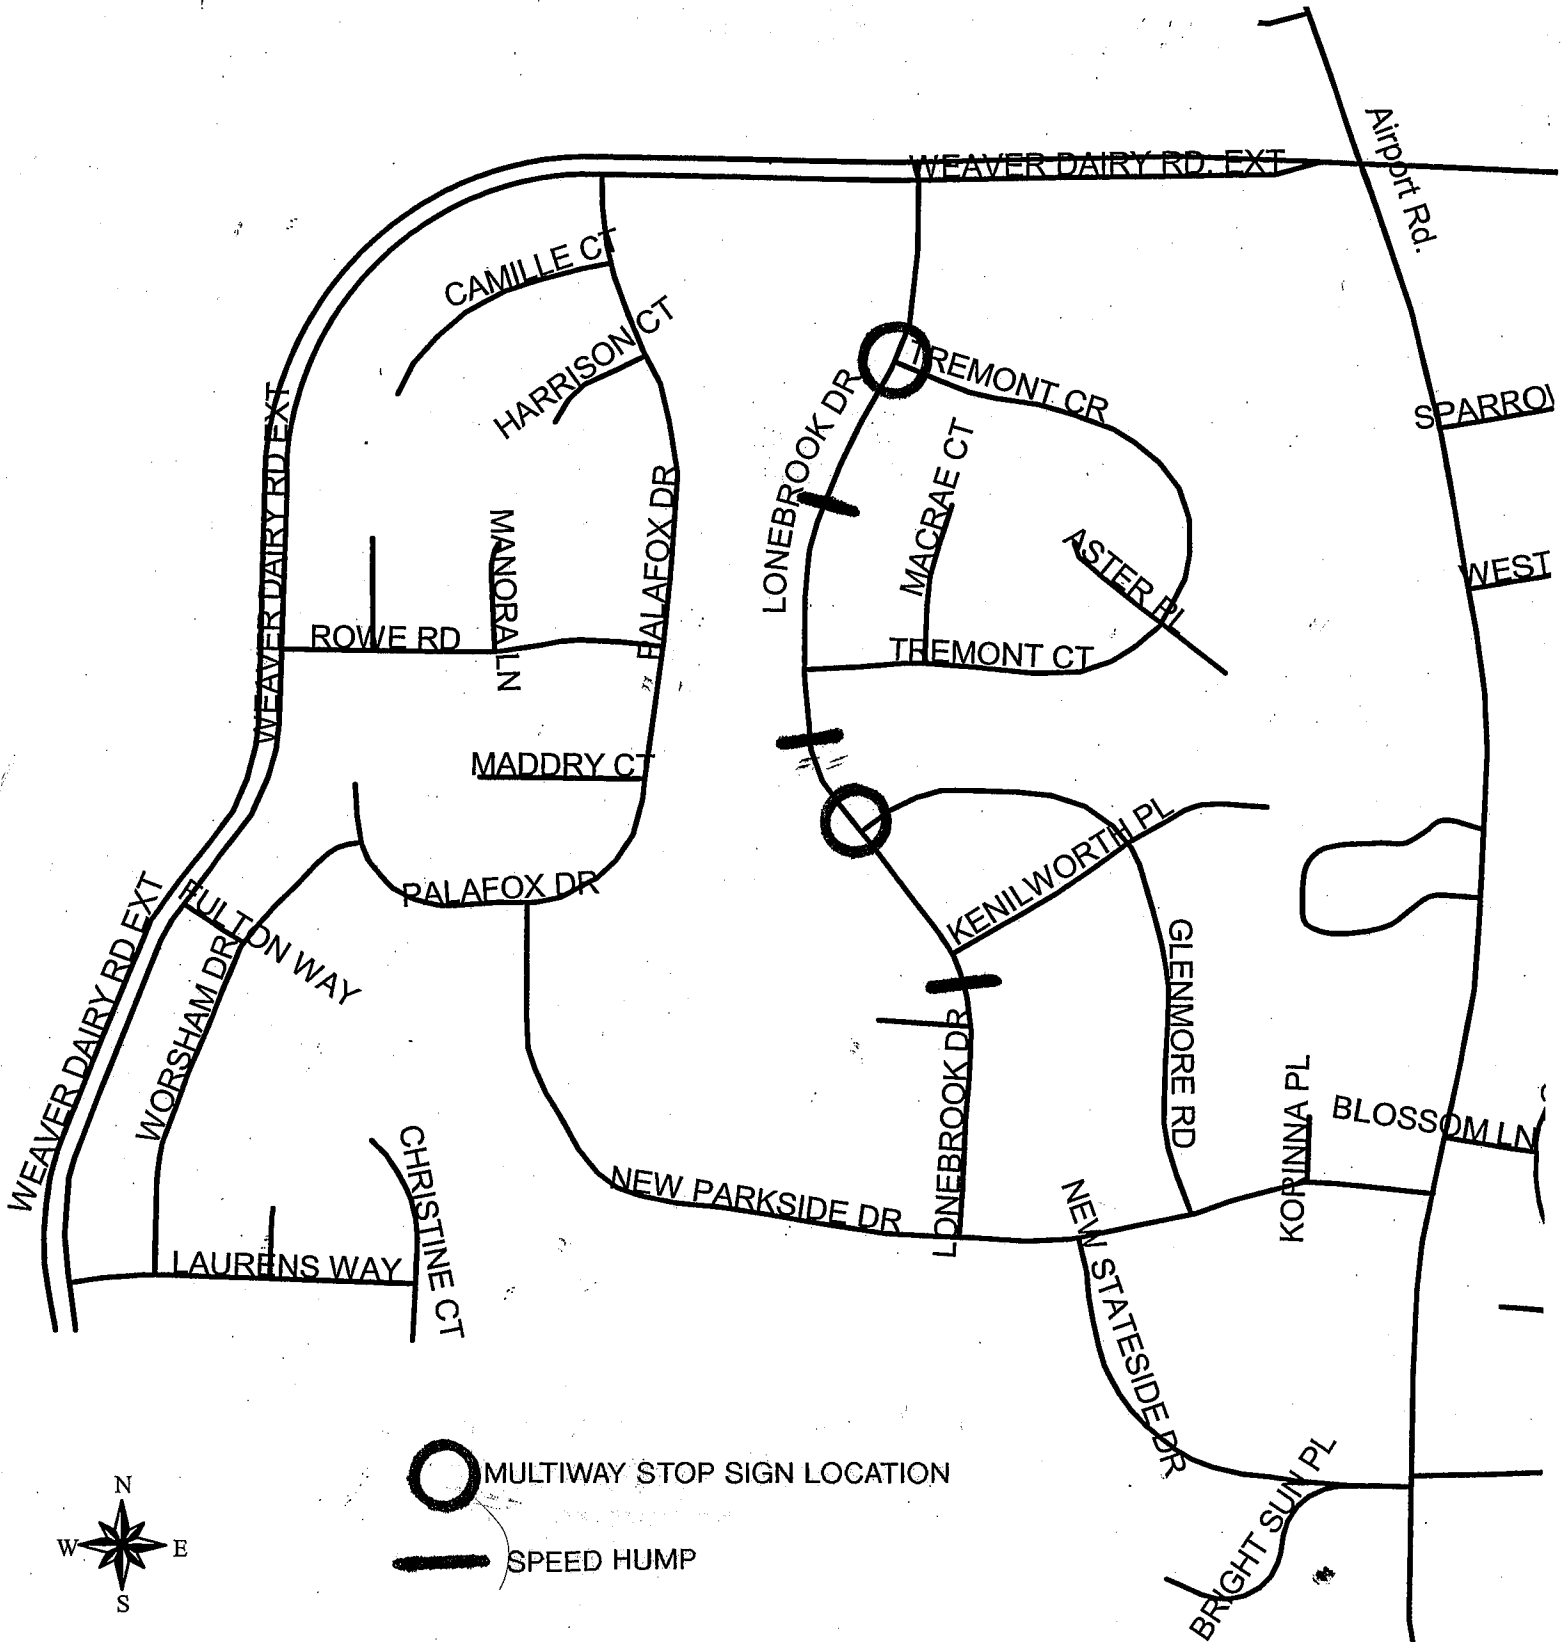 Airport Rd.
WEAVER DAIRY RD. EXT
CAMILLE CT
HARRISON CT
TREMONT CR
LONEBROOK DR
SPARRO
WEAVER DAIRY RD EXT
MACRAE CT
PALAFOX DR
MANORA LN
ASTER PL
WEST
ROWE RD
TREMONT CT
MADDRY CT
KENILWORTH PL
PALAFOX DR
FULTON WAY
WEAVER DAIRY RD EXT
WORSHAM DR
GLENMORE RD
LONEBROOK DR
KOPINNA PL
BLOSSOM LN
CHRISTINE CT
NEW PARKSIDE DR
NEW STATESIDE DR
LAURENS WAY
BRIGHT SUN PL
MULTIWAY STOP SIGN LOCATION
SPEED HUMP
N
W E
S